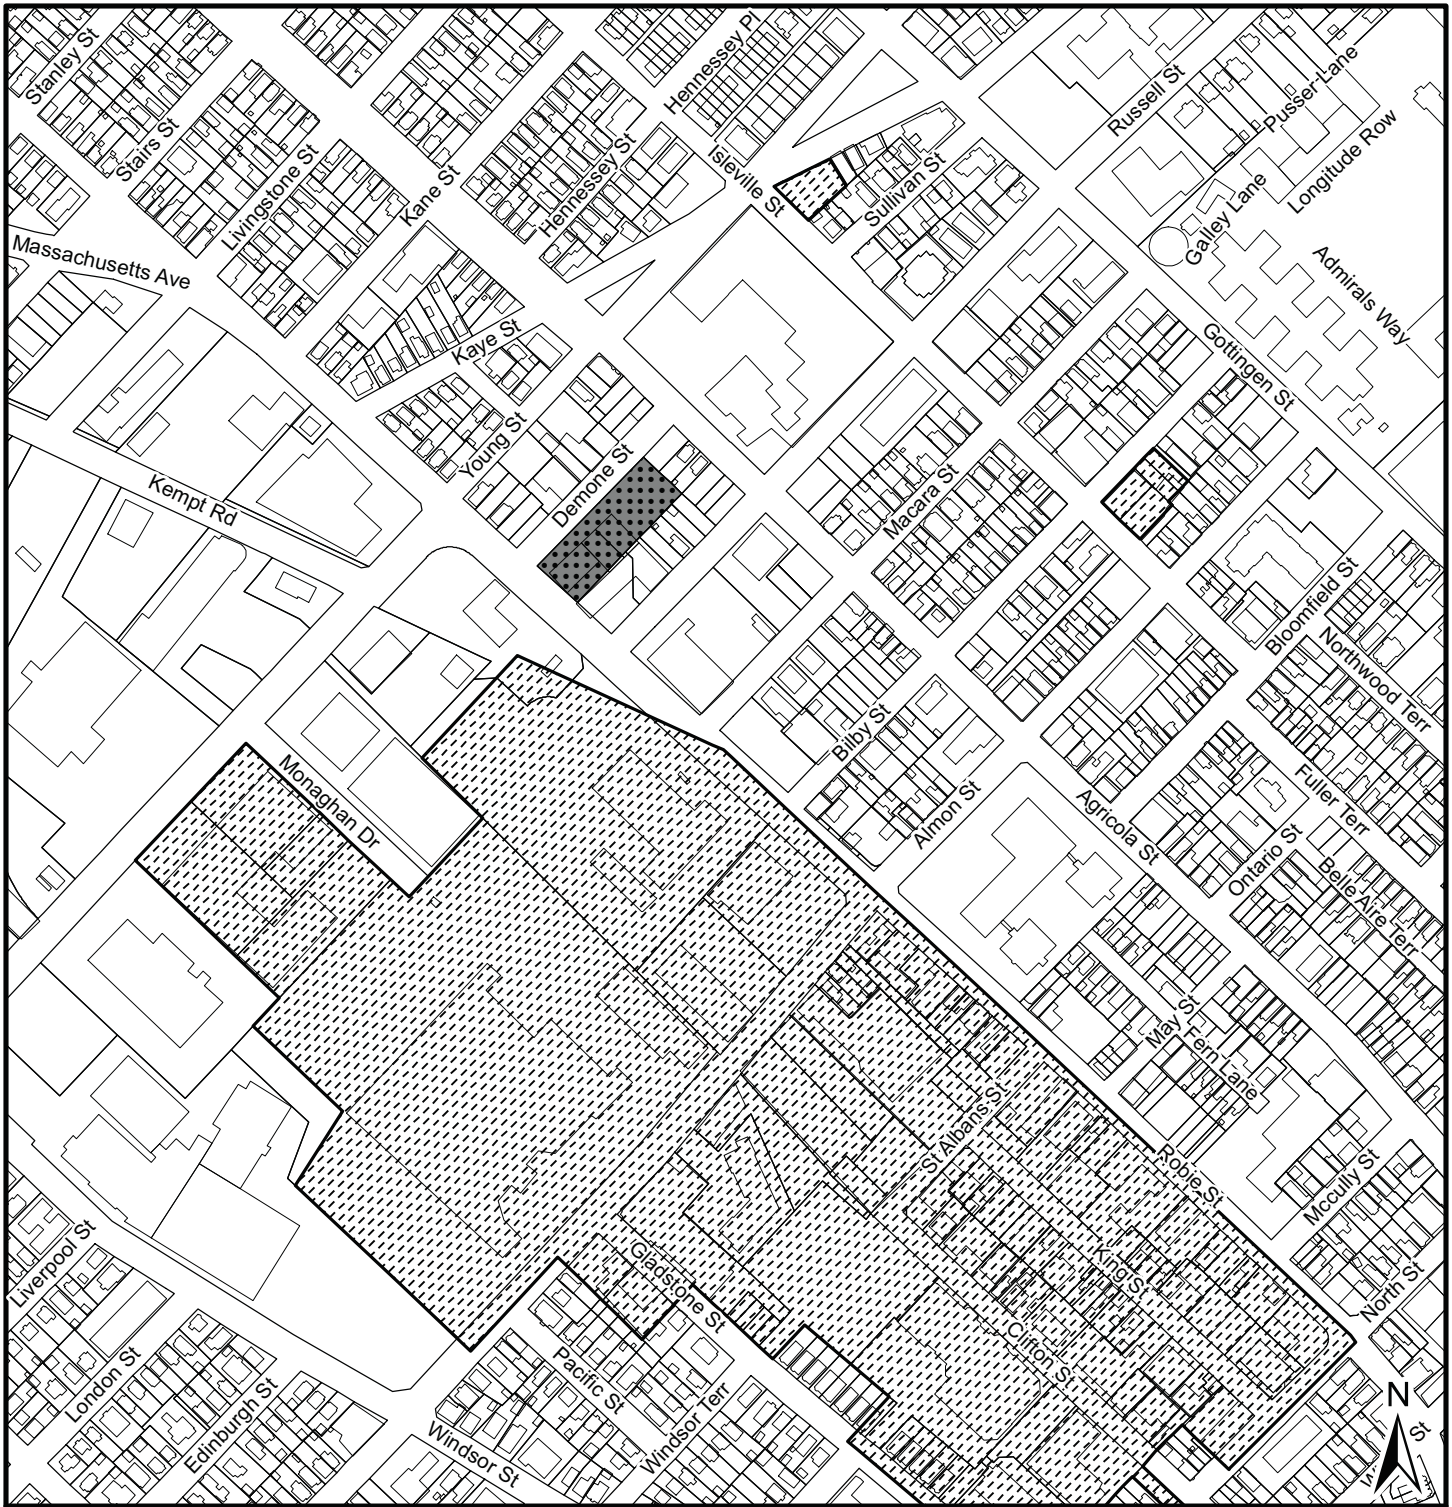 Stanley St
Stairs St
Livingstone St
Massachusetts Ave
Kane St
Hennessey Pl
Hennessey St
Isleville St
Sullivan St
Russell St
Pusser Lane
Longitude Row
Galley Lane
Admirals Way
Gottingen St
Kaye St
Young St
Demone St
Macara St
Kempt Rd
Bloomfield St
Northwood Terr
Bilby St
Almon St
Agricola St
Fuller Terr
Ontario St
Belle Aire Terr
Monaghan Dr
May St
Fern Lane
St Albans St
Robie St
Mccully St
North St
King St
Clifton St
Gladstone St
Liverpool St
London St
Edinburgh St
Pacific St
Windsor Terr
Windsor St
N
St